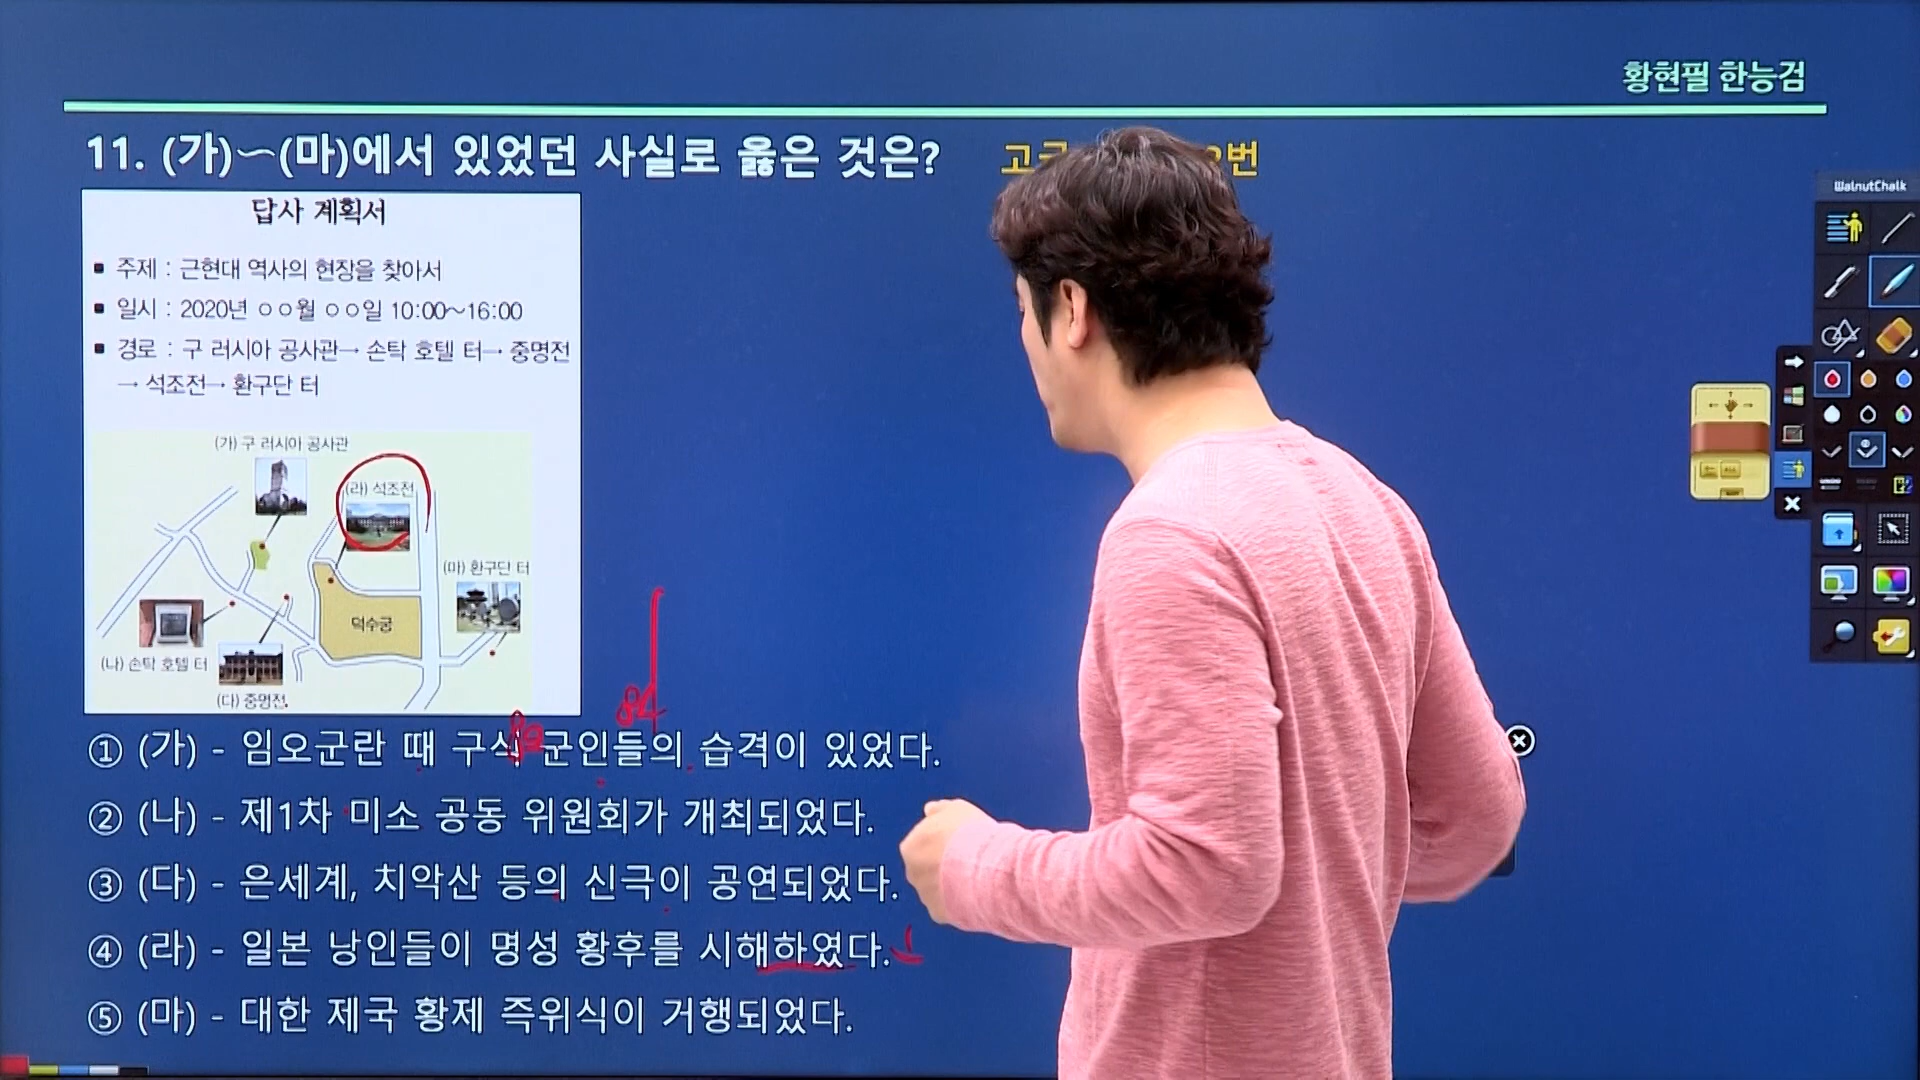 황현필 한능검
11. (가)~(마)에서 있었던 사실로 옳은 것은?
번
답사 계획서
■ 주제 : 근현대 역사의 현장을 찾아서
■ 일시 : 2020년 ○○월 ○○일 10:00~16:00
■ 경로 : 구 러시아 공사관→ 손탁 호텔 터→ 중명전
→ 석조전→ 환구단 터
(가) 구 러시아 공사관
(라) 석조전
(마) 환구단 터
덕수궁
(나) 손탁 호텔 터
(다) 중명전
82
84
① (가) - 임오군란 때 구식 군인들의 습격이 있었다.
② (나) - 제1차 미소 공동 위원회가 개최되었다.
③ (다) - 은세계, 치악산 등의 신극이 공연되었다.
④ (라) - 일본 낭인들이 명성 황후를 시해하였다.
⑤ (마) - 대한 제국 황제 즉위식이 거행되었다.
WalnutChalk